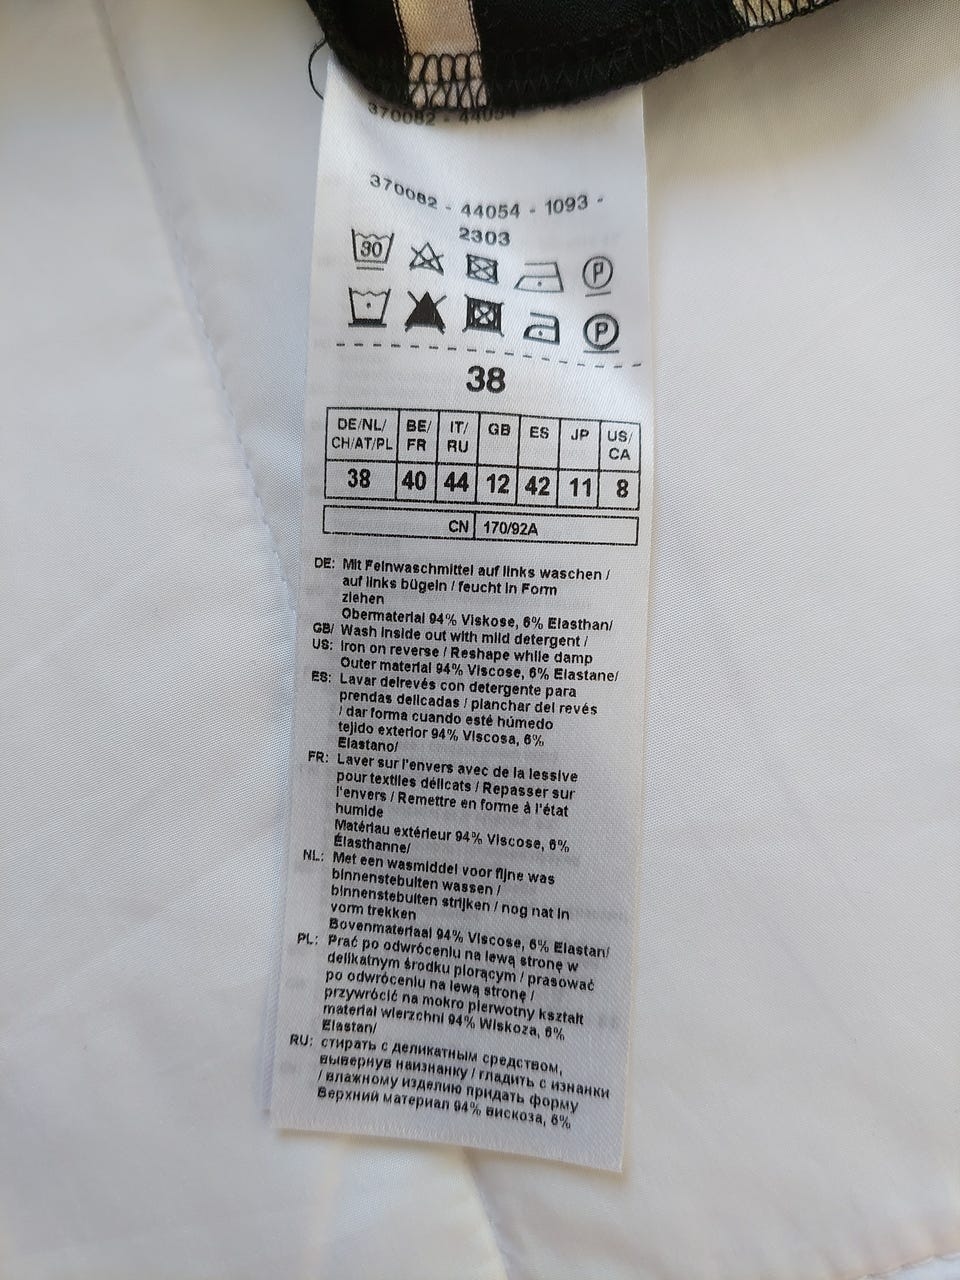 370082 - 44054
370082 - 44054 - 1093 -
2303
30
P
P
38
DE/NL/ CH/AT/PL BE/ FR IT/ RU GB ES JP US/ CA
38 40 44 12 42 11 8
CN 170/92A
DE: Mit Feinwaschmittel auf links waschen /
auf links bügeln / feucht in Form
ziehen
Obermaterial 94% Viskose, 6% Elasthan/
GB/ Wash inside out with mild detergent /
US: Iron on reverse / Reshape while damp
Outer material 94% Viscose, 6% Elastane/
ES: Lavar delrevés con detergente para
prendas delicadas / planchar del revés
/ dar forma cuando esté húmedo
tejido exterior 94% Viscosa, 6%
Elastano/
FR: Laver sur l'envers avec de la lessive
pour textiles délicats / Repasser sur
l'envers / Remettre en forme à l'état
humide
Matériau extérieur 94% Viscose, 6%
Élasthanne/
NL: Met een wasmiddel voor fijne was
binnenstebuiten wassen /
binnenstebuiten strijken / nog nat in
vorm trekken
Bovenmateriaal 94% Viscose, 6% Elastan/
PL: Prać po odwróceniu na lewą stronę w
delikatnym środku piorącym / prasować
po odwróceniu na lewą stronę /
przywrócić na mokro pierwotny kształt
materiał wierzchni 94% Wiskoza, 6%
Elastan/
RU: стирать с деликатным средством,
вывернув наизнанку / гладить с изнанки
/ влажному изделию придать форму
Верхний материал 94% вискоза, 6%